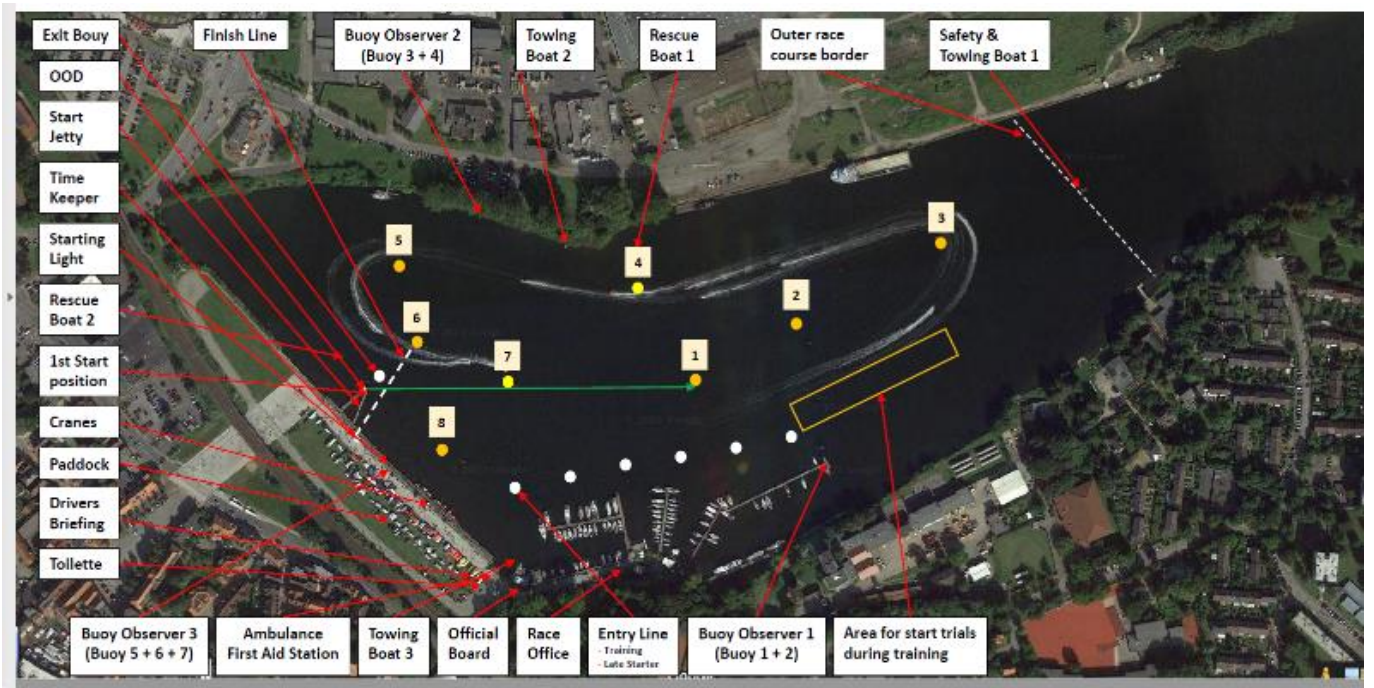 Exit Bouy
Finish Line
Buoy Observer 2
(Buoy 3 + 4)
Towing
Boat 2
Rescue
Boat 1
Outer race
course border
Safety &
Towing Boat 1
OOD
Start
Jetty
Time
Keeper
Starting
Light
Rescue
Boat 2
1st Start
position
Cranes
Paddock
Drivers
Briefing
Toilette
3
5
4
2
6
1
7
8
Buoy Observer 3
(Buoy 5 + 6 + 7)
Ambulance
First Aid Station
Towing
Boat 3
Official
Board
Race
Office
Entry Line
- Training
- Late Starter
Buoy Observer 1
(Buoy 1 + 2)
Area for start trials
during training